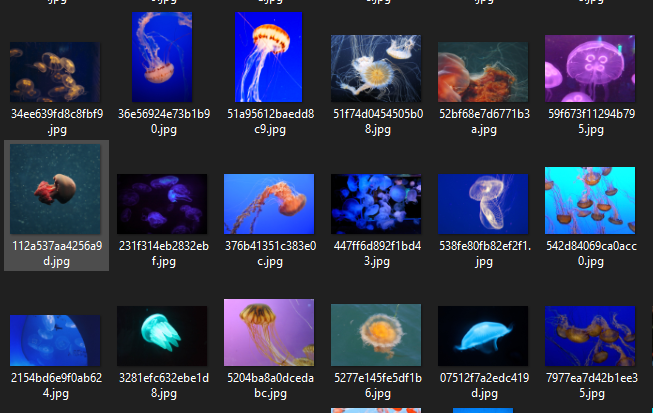 34ee639fd8c8fbf9
.jpg
36e56924e73b1b9
0.jpg
51a95612baedd8
c9.jpg
51f74d0454505b0
8.jpg
52bf68e7d6771b3
a.jpg
59f673f11294b79
5.jpg
112a537aa4256a9
d.jpg
231f314eb2832eb
f.jpg
376b41351c383e0
c.jpg
447ff6d892f1bd4
3.jpg
538fe80fb82ef2f1.
jpg
542d84069ca0acc
0.jpg
2154bd6e9f0ab62
4.jpg
3281efc632ebe1d
8.jpg
5204ba8a0dceda
bc.jpg
5277e145fe5df1b
6.jpg
07512f7a2edc419
d.jpg
7977ea7d42b1ee3
5.jpg